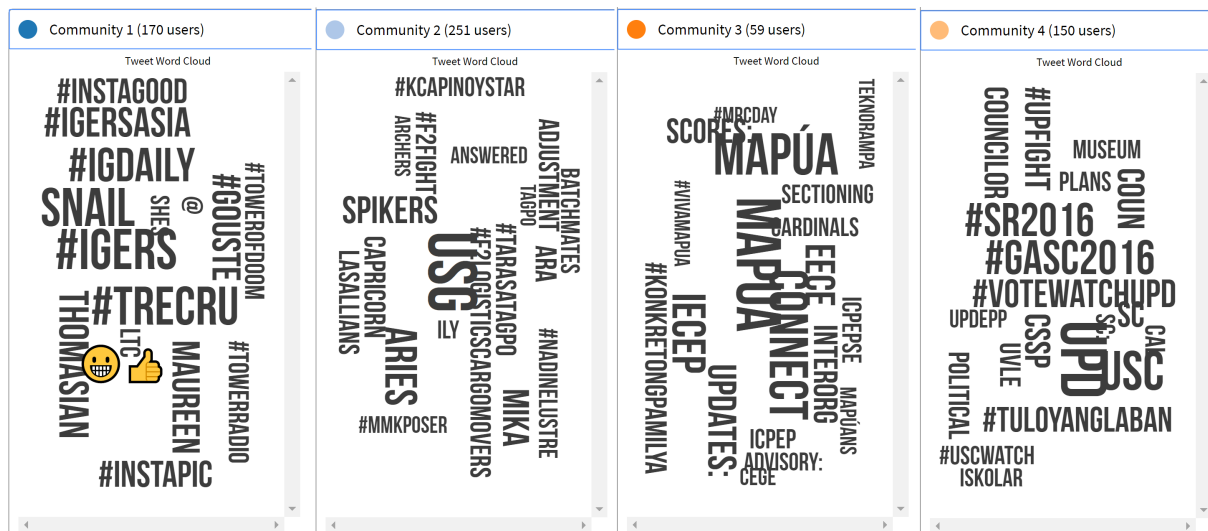 Community 1 (170 users)
Tweet Word Cloud
#INSTAGOOD
#IGERSASIA
#IGDAILY
#TOWEROFDOOM
#GOUSTE
SNAIL
SHES
@
#IGERS
#TRECRU
THOMASIAN
LTC
MAUREEN
#TOWERRADIO
#INSTAPIC
Community 2 (251 users)
Tweet Word Cloud
#KCAPINOYSTAR
ARCHERS
#F2FIGHT
ANSWERED
ADJUSTMENT
BATCHMATES
TAGPO
SPIKERS
LASALLIANS
CAPRICORN
USG
#F2LOGISTICSCARGOMOVERS
#TARASATAGPO
ARA
ILY
ARIES
#NADINELUSTRE
MIKA
#MMKPOSER
Community 3 (59 users)
Tweet Word Cloud
TEKNORAMPA
#MRCDAY
SCORES:
MAPÚA
#VIVAMAPUA
SECTIONING
MAPUA
CARDINALS
EECE
#KONKRETONGPAMILYA
IECEP
CONNECT
ICPEPSE
INTERORG
UPDATES:
MAPÚANS
ICPEP
ADVISORY:
CEGE
Community 4 (150 users)
Tweet Word Cloud
COUNCILOR
#UPFIGHT
MUSEUM
PLANS
COUN
#SR2016
#GASC2016
#VOTEWATCHUPD
UPDEPP
UVLE
CSSP
SC
CAL
UPD
USC
POLITICAL
#TULOYANGLABAN
#USCWATCH
ISKOLAR